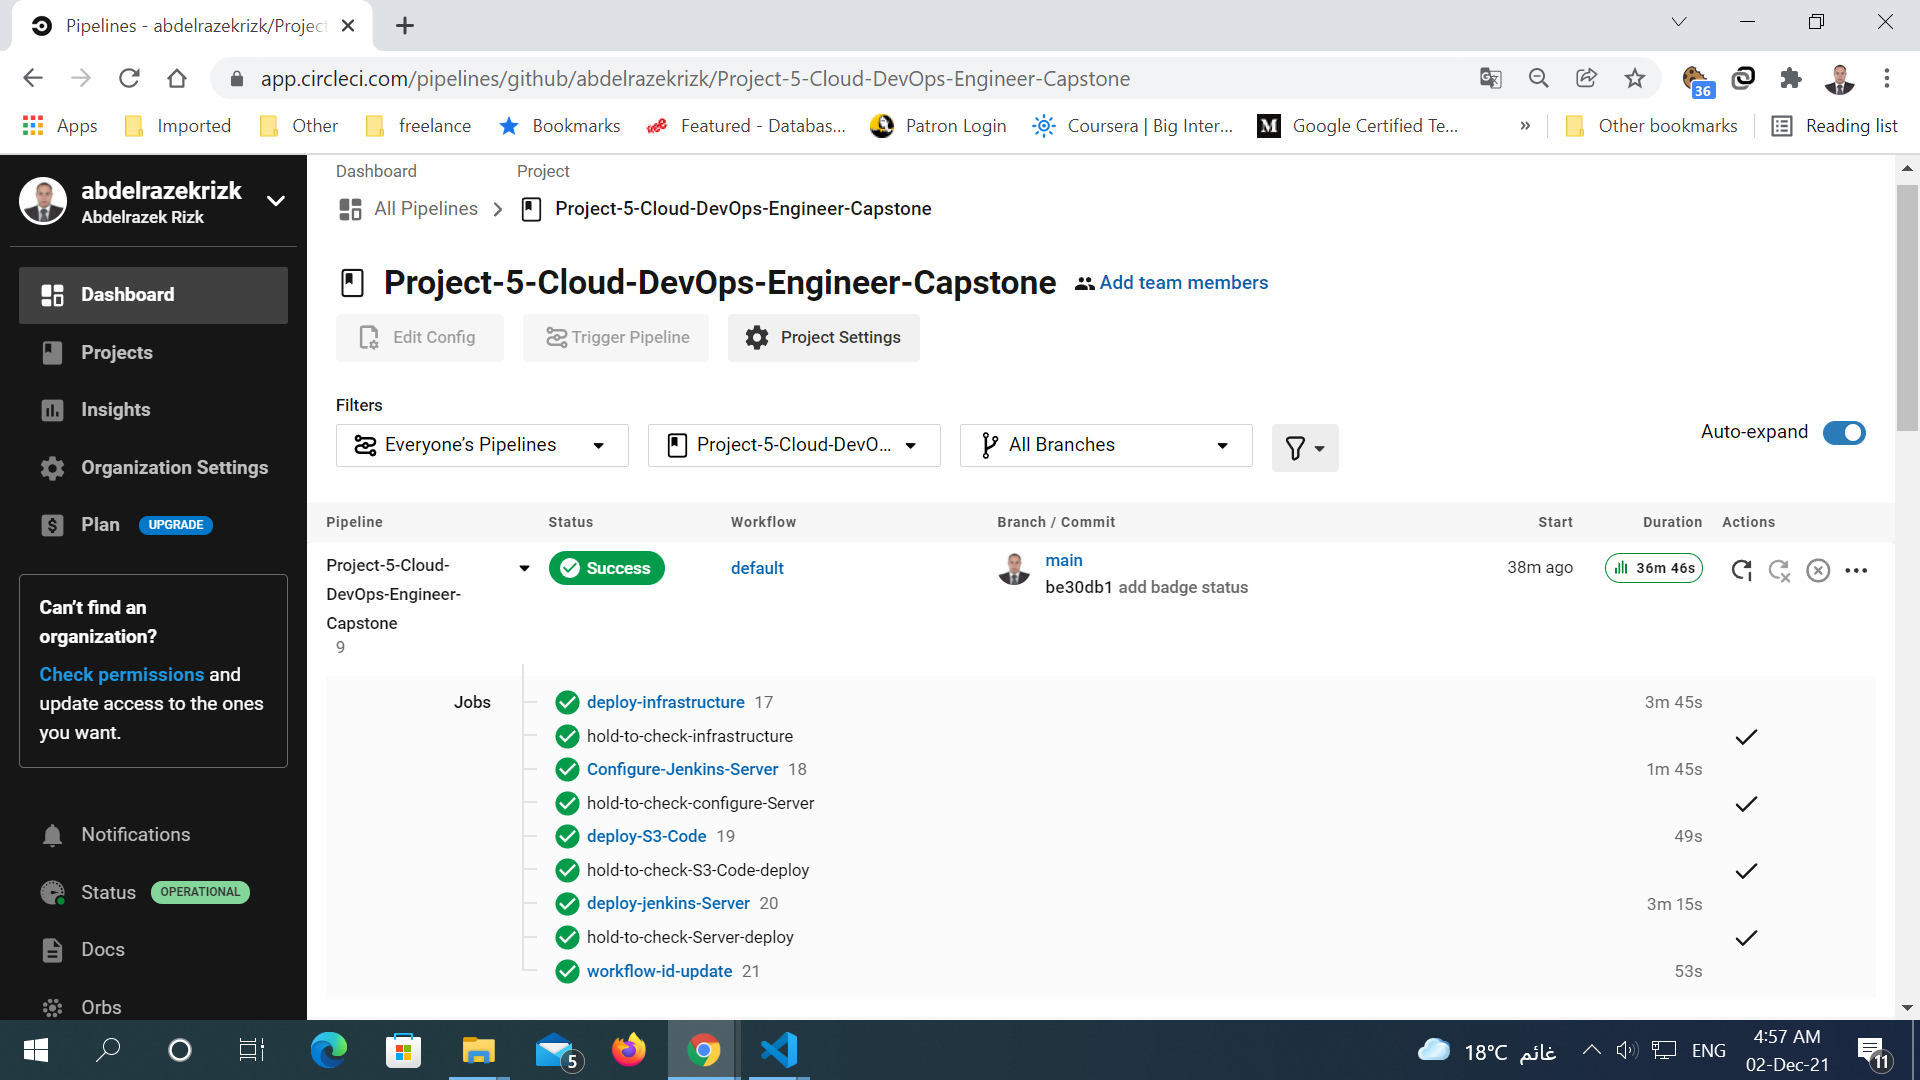 Pipelines - abdelrazekrizk/Project
app.circleci.com/pipelines/github/abdelrazekrizk/Project-5-Cloud-DevOps-Engineer-Capstone
36
Apps Imported Other freelance Bookmarks Featured - Databas... Patron Login Coursera | Big Inter... Google Certified Te... » Other bookmarks Reading list
abdelrazekrizk
Abdelrazek Rizk
Dashboard
Projects
Insights
Organization Settings
Plan UPGRADE
Can't find an
organization?
Check permissions and
update access to the ones
you want.
Notifications
Status OPERATIONAL
Docs
Orbs
Dashboard Project
All Pipelines Project-5-Cloud-DevOps-Engineer-Capstone
Project-5-Cloud-DevOps-Engineer-Capstone Add team members
Edit Config Trigger Pipeline Project Settings
Filters
Everyone's Pipelines Project-5-Cloud-DevO... All Branches
Auto-expand
Pipeline Status Workflow Branch / Commit Start Duration Actions
Project-5-Cloud-
DevOps-Engineer-
Capstone
9
Success default
main
be30db1 add badge status
38m ago 36m 46s
Jobs
deploy-infrastructure 17 3m 45s
hold-to-check-infrastructure
Configure-Jenkins-Server 18 1m 45s
hold-to-check-configure-Server
deploy-S3-Code 19 49s
hold-to-check-S3-Code-deploy
deploy-jenkins-Server 20 3m 15s
hold-to-check-Server-deploy
workflow-id-update 21 53s
5
18°C غائم
ENG
4:57 AM
02-Dec-21
11